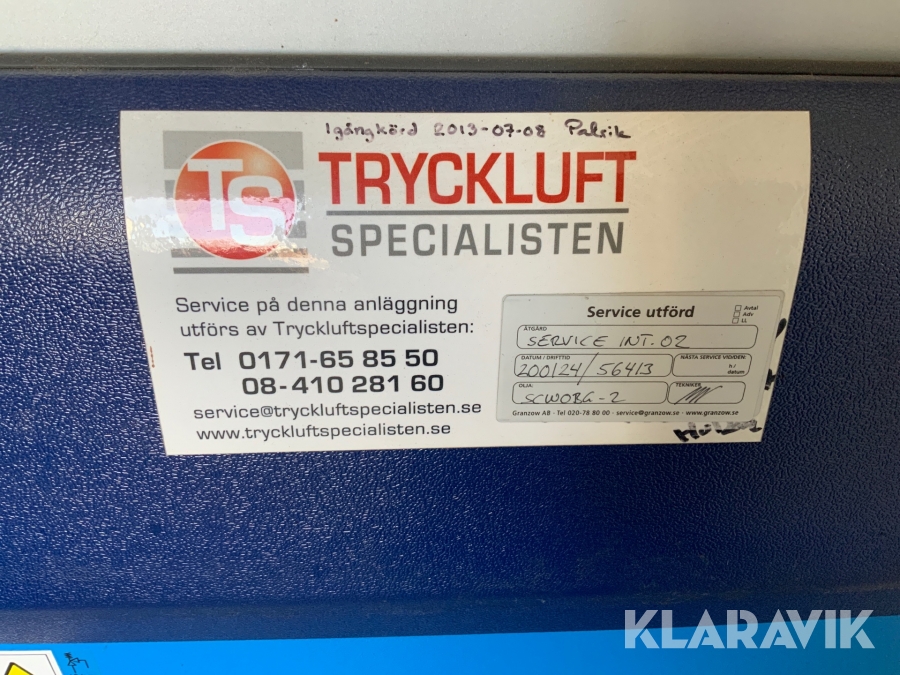 Igångkörd 2013-07-08 Patrik
TS
TRYCKLUFT
SPECIALISTEN
Service på denna anläggning
utförs av Tryckluftspecialisten:
Tel 0171-65 85 50
08-410 281 60
service@tryckluftspecialisten.se
www.tryckluftspecialisten.se
Service utförd
Avtal
Adv
LL
ÅTGÄRD
SERVICE INT. 02
DATUM / DRIFTTID
200124/56413
NÄSTA SERVICE VID/DEN:
h /
datum
OLJA:
TEKNIKER
Granzow AB - Tel 020-78 80 00 - service@granzow.se - www.granzow.se
KLARAVIK